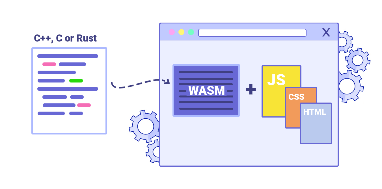 C++, C or Rust
X
WASM
+
JS
CSS
HTML